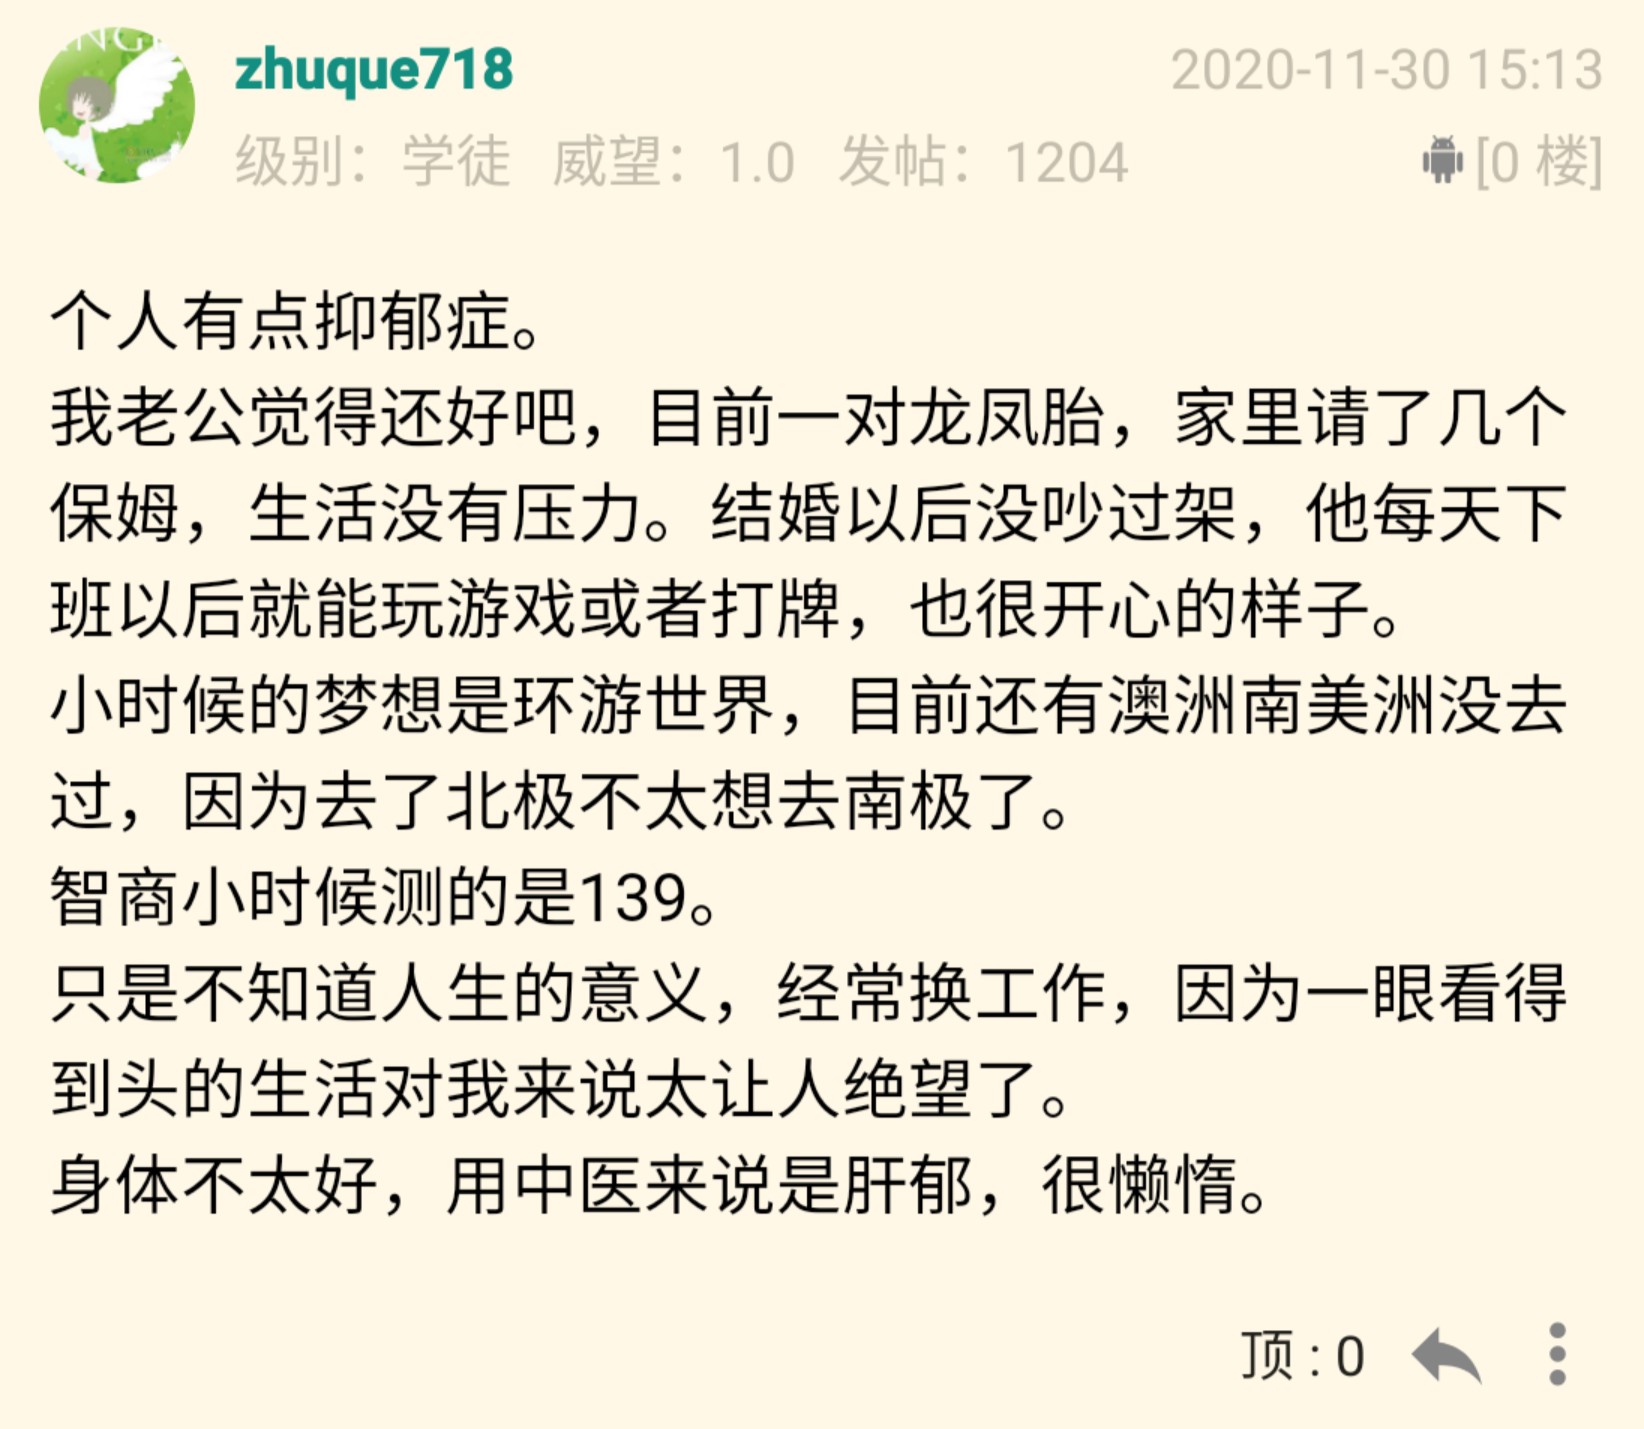 zhuque718
2020-11-30 15:13
级别：学徒 威望：1.0 发帖：1204
[0 楼]
个人有点抑郁症。
我老公觉得还好吧，目前一对龙凤胎，家里请了几个
保姆，生活没有压力。结婚以后没吵过架，他每天下
班以后就能玩游戏或者打牌，也很开心的样子。
小时候的梦想是环游世界，目前还有澳洲南美洲没去
过，因为去了北极不太想去南极了。
智商小时候测的是139。
只是不知道人生的意义，经常换工作，因为一眼看得
到头的生活对我来说太让人绝望了。
身体不太好，用中医来说是肝郁，很懒惰。
顶 : 0